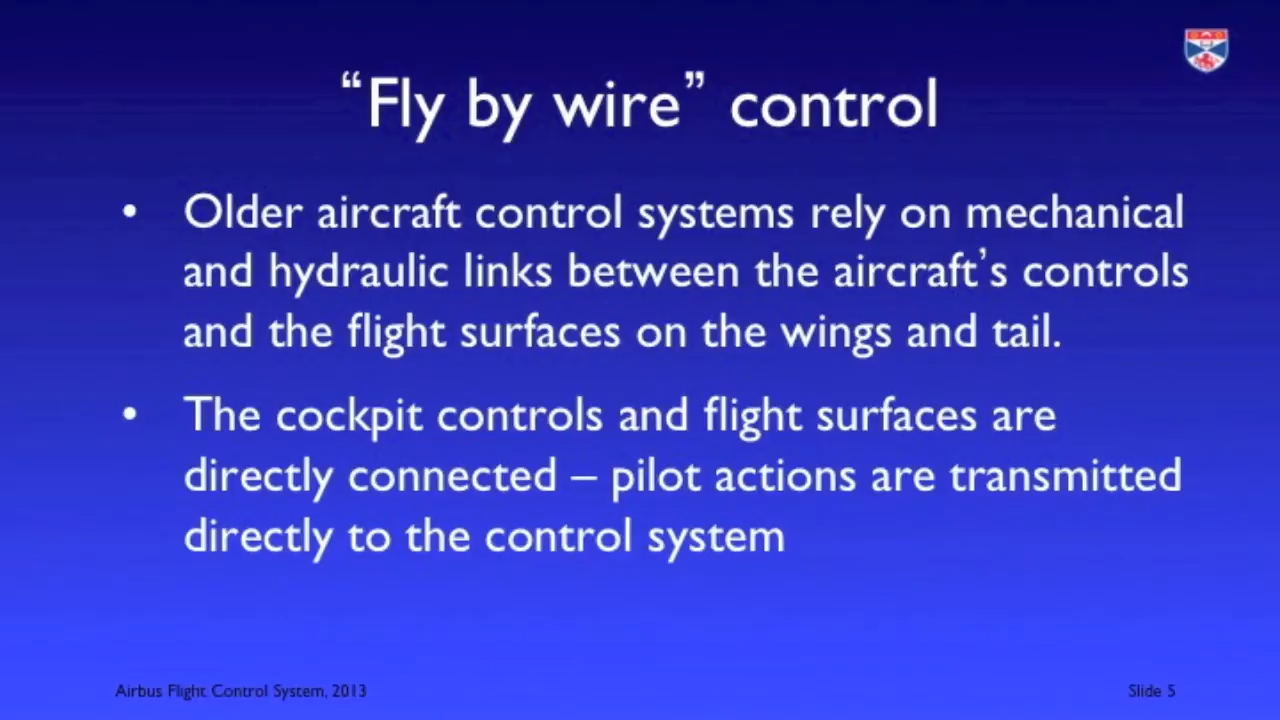 “Fly by wire” control
• Older aircraft control systems rely on mechanical
and hydraulic links between the aircraft’s controls
and the flight surfaces on the wings and tail.
• The cockpit controls and flight surfaces are
directly connected – pilot actions are transmitted
directly to the control system
Airbus Flight Control System, 2013
Slide 5